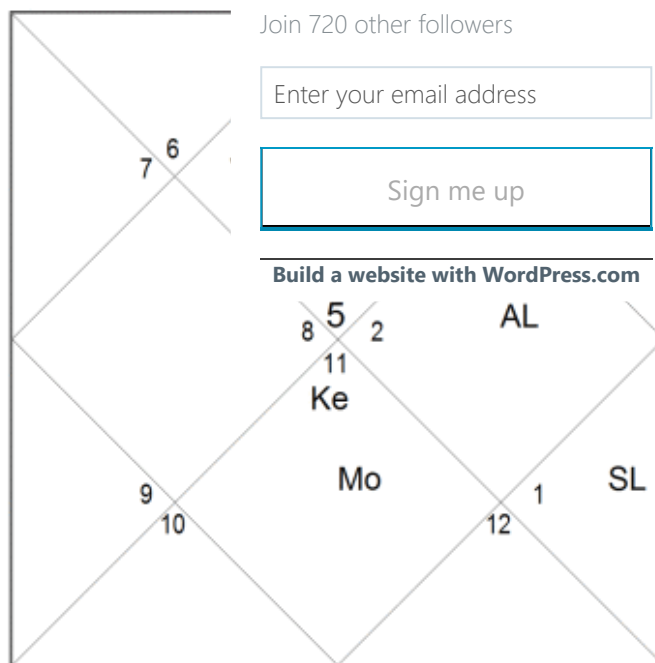 Join 720 other followers
Enter your email address
Sign me up
Build a website with WordPress.com
6
7
5
8
2
AL
11
Ke
Mo
SL
9
1
10
12